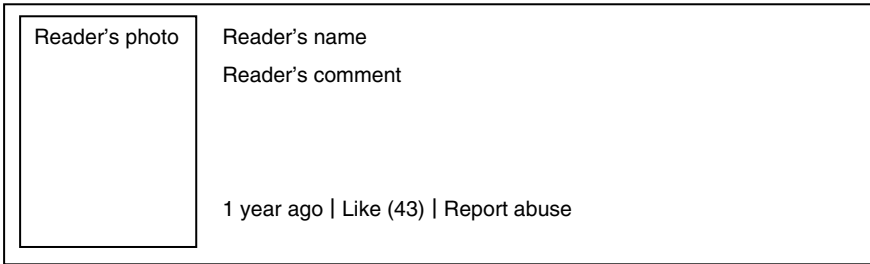 Reader’s photo
Reader’s name
Reader’s comment
1 year ago | Like (43) | Report abuse